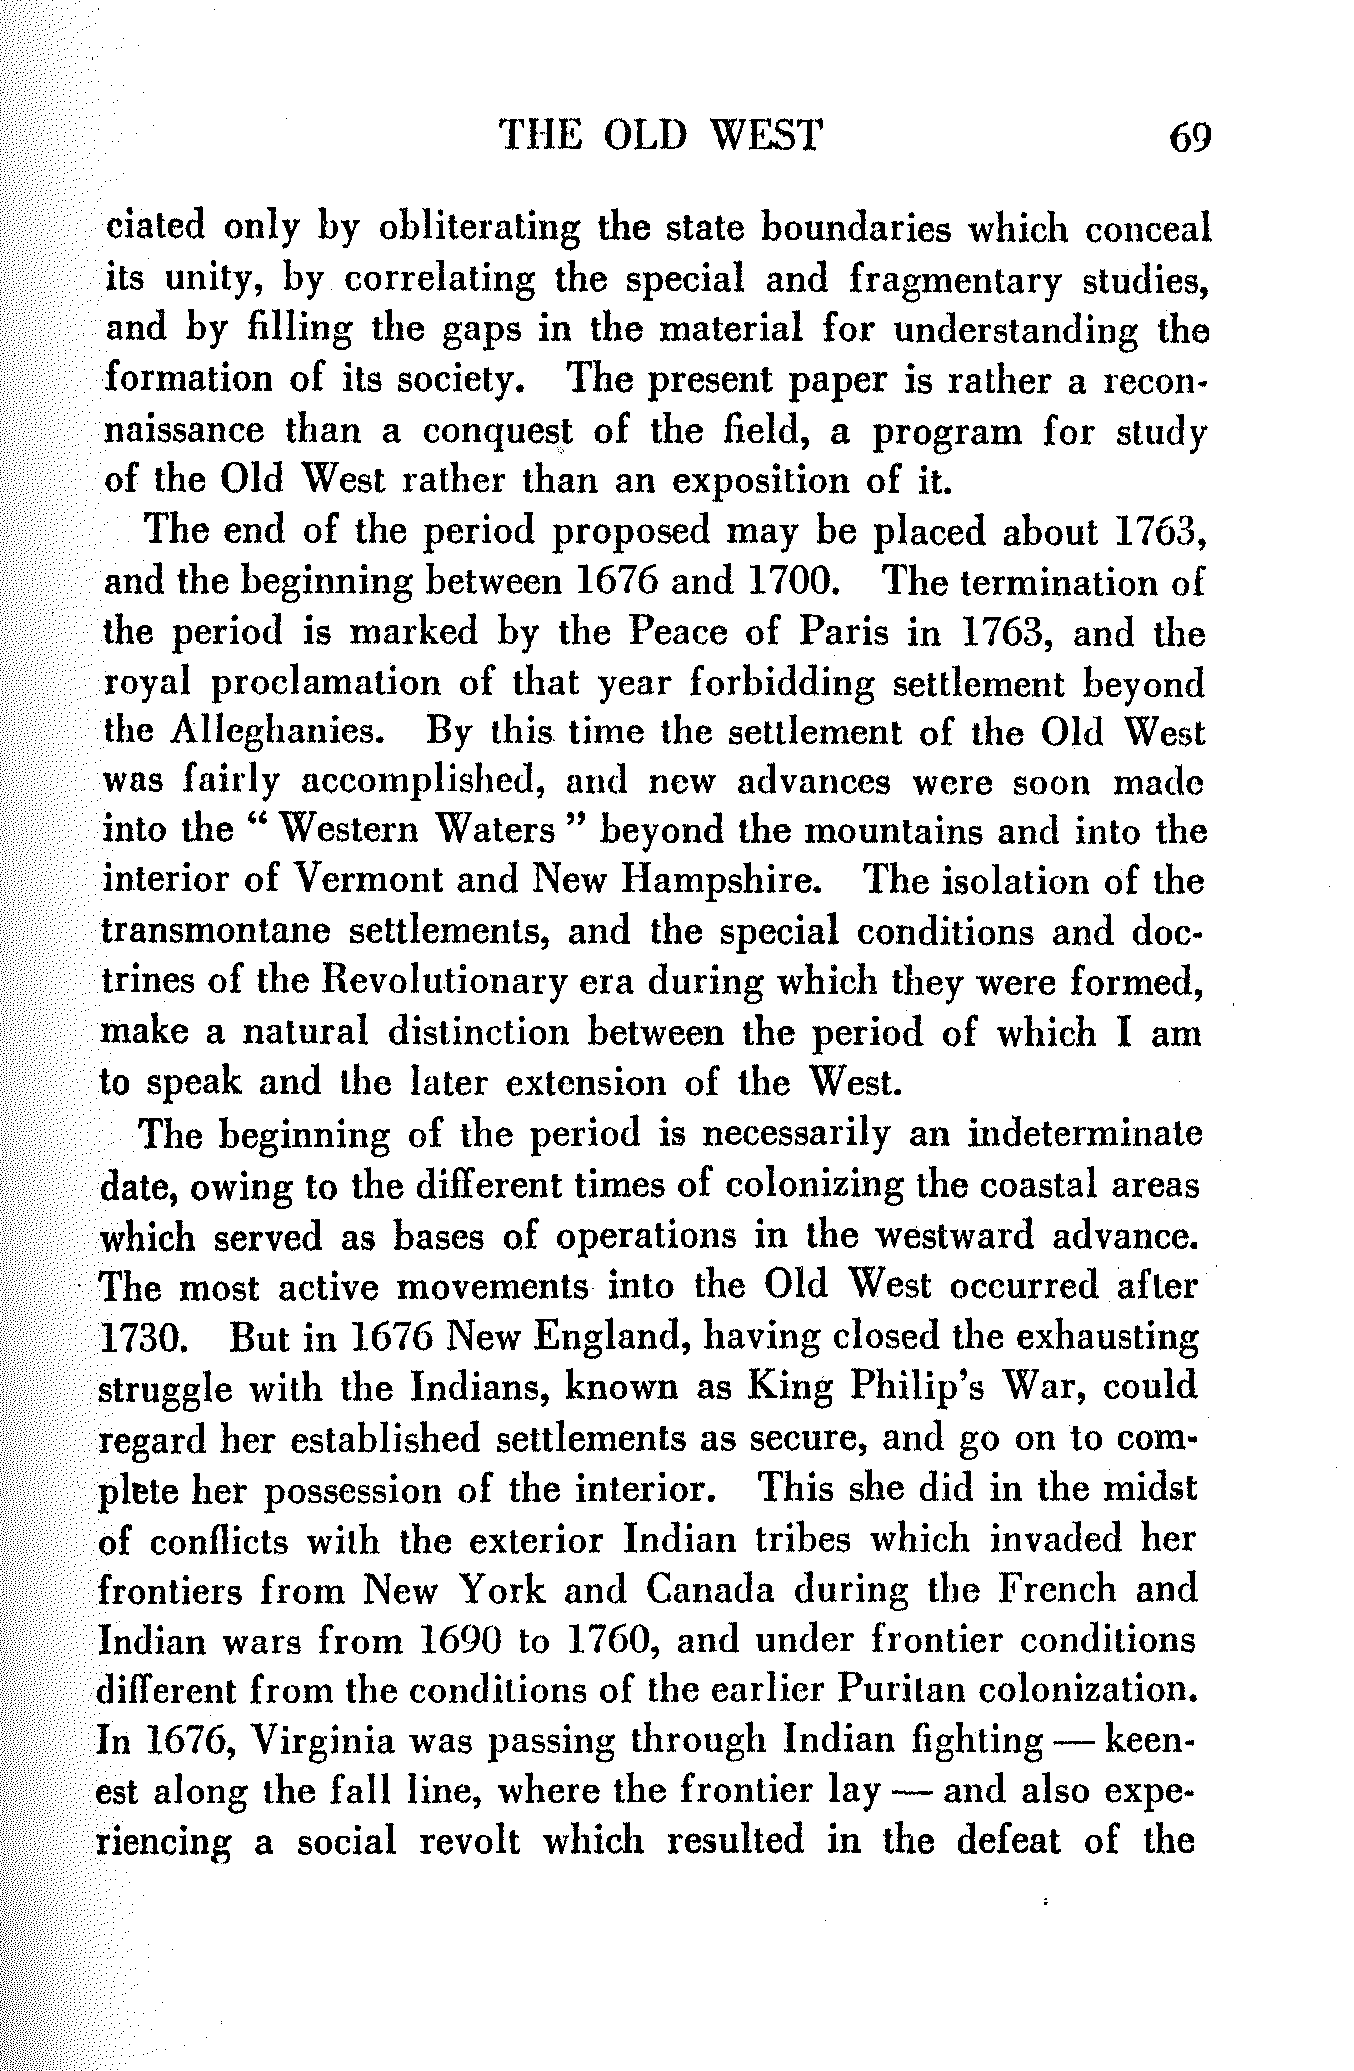 THE OLD WEST 69
ciated only by obliterating the state boundaries which conceal
its unity, by correlating the special and fragmentary studies,
and by filling the gaps in the material for understanding the
formation of its society. The present paper is rather a recon-
naissance than a conquest of the field, a program for study
of the Old West rather than an exposition of it.
The end of the period proposed may be placed about 1763,
and the beginning between 1676 and 1700. The termination of
the period is marked by the Peace of Paris in 1763, and the
royal proclamation of that year forbidding settlement beyond
the Alleghanies. By this time the settlement of the Old West
was fairly accomplished, and new advances were soon made
into the “ Western Waters ” beyond the mountains and into the
interior of Vermont and New Hampshire. The isolation of the
transmontane settlements, and the special conditions and doc-
trines of the Revolutionary era during which they were formed,
make a natural distinction between the period of which I am
to speak and the later extension of the West.
The beginning of the period is necessarily an indeterminate
date, owing to the different times of colonizing the coastal areas
which served as bases of operations in the westward advance.
The most active movements into the Old West occurred after
1730. But in 1676 New England, having closed the exhausting
struggle with the Indians, known as King Philip's War, could
regard her established settlements as secure, and go on to com-
plete her possession of the interior. This she did in the midst
of conflicts with the exterior Indian tribes which invaded her
frontiers from New York and Canada during the French and
Indian wars from 1690 to 1760, and under frontier conditions
different from the conditions of the earlier Puritan colonization.
In 1676, Virginia was passing through Indian fighting — keen-
est along the fall line, where the frontier lay — and also expe-
riencing a social revolt which resulted in the defeat of the